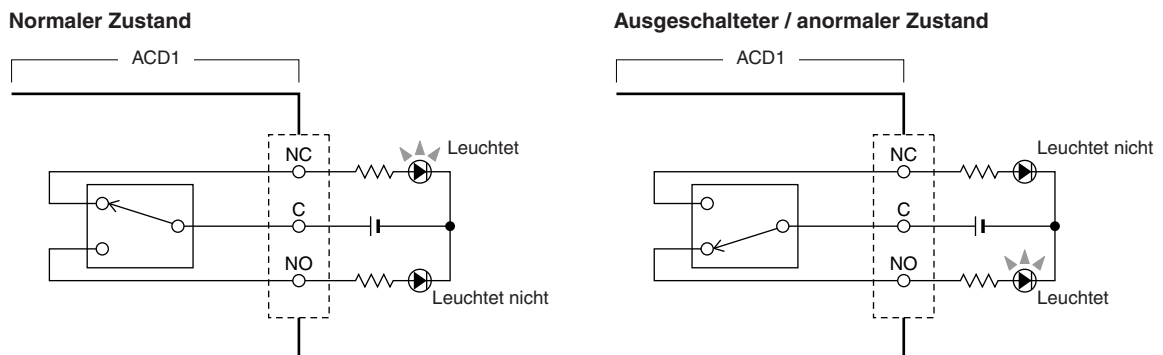 Normaler Zustand
ACD1
NC
Leuchtet
C
NO
Leuchtet nicht
Ausgeschalteter / anormaler Zustand
ACD1
NC
Leuchtet nicht
C
NO
Leuchtet